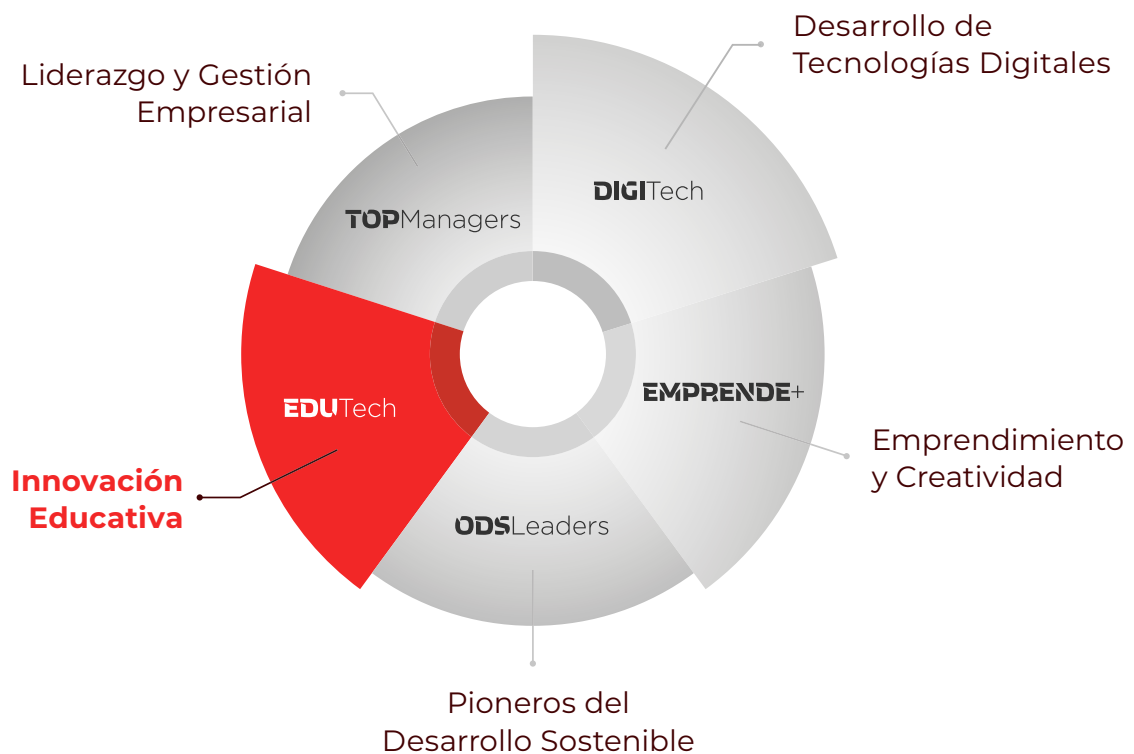 Desarrollo de
Tecnologías Digitales
Liderazgo y Gestión
Empresarial
DIGITech
TOPManagers
EMPRENDE+
EDUTech
Emprendimiento
y Creatividad
Innovación
Educativa
ODSLeaders
Pioneros del
Desarrollo Sostenible